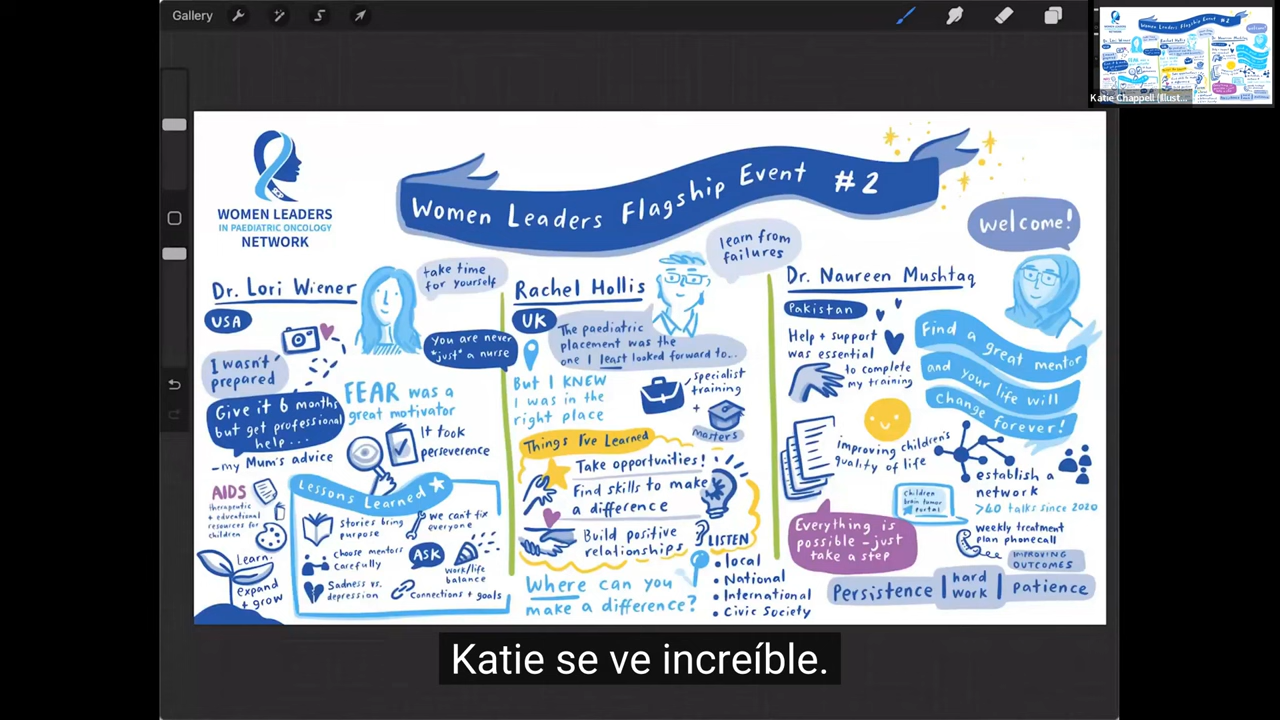 Gallery
Katie Chappell (Illust...
WOMEN LEADERS
IN PAEDIATRIC ONCOLOGY
NETWORK
Women Leaders Flagship Event #2
Welcome!
Dr. Lori Wiener
USA
take time
for yourself
I wasn't
prepared
You are never
"just" a nurse
Give it 6 months
but get professional
help...
-my Mum's advice
FEAR was a
great motivator
It took
perseverence
AIDS
therapeutic
+ educational
resources for
children
Learn,
expand
+ grow
Lessons Learned
Stories bring
purpose
we can't fix
everyone
choose mentors
carefully
ASK
Work/life
balance
Sadness vs.
depression
Connections + goals
Rachel Hollis
UK
learn from
failures
The paediatric
placement was the
one I least looked forward to...
But I KNEW
I was in the
right place
specialist
training
+
masters
Things I've Learned
Take opportunities!
Find skills to make
a difference
Build positive
relationships
LISTEN
Where can you
make a difference?
• local
• National
• International
• Civic Society
Dr. Naureen Mushtaq
Pakistan
Help + support
was essential
to complete
my training
Find a great mentor
and your life will
change forever!
improving children's
quality of life
establish a
network
>40 talks since 2020
Children
brain tumor
portal
weekly treatment
plan phonecall
IMPROVING
OUTCOMES
Everything is
possible - just
take a step
Persistence | hard work | Patience
Katie se ve increíble.